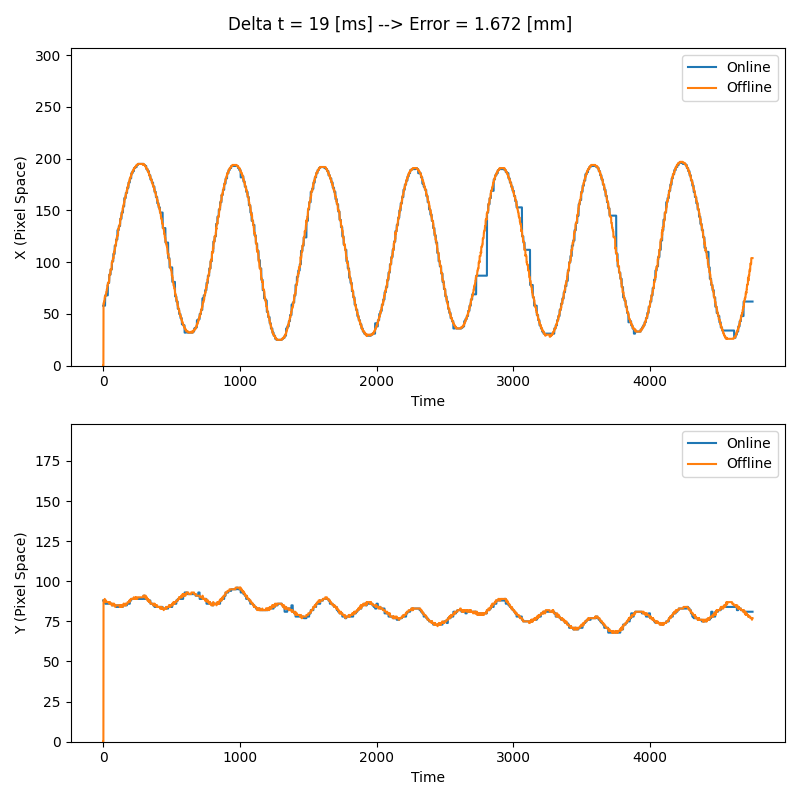 Delta t = 19 [ms] --> Error = 1.672 [mm]
300
250
200
150
100
50
0
X (Pixel Space)
Online
Offline
0 1000 2000 3000 4000
Time
175
150
125
100
75
50
25
0
Y (Pixel Space)
Online
Offline
0 1000 2000 3000 4000
Time